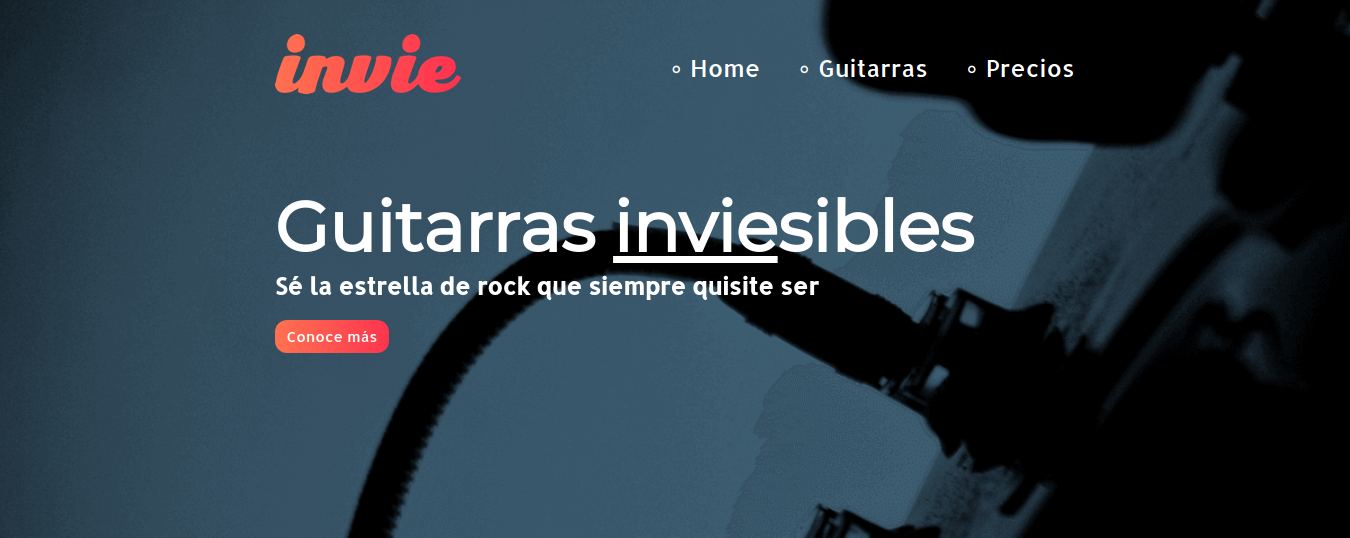 invie
Home Guitarras Precios
Guitarras inviesibles
Sé la estrella de rock que siempre quisite ser
Conoce más